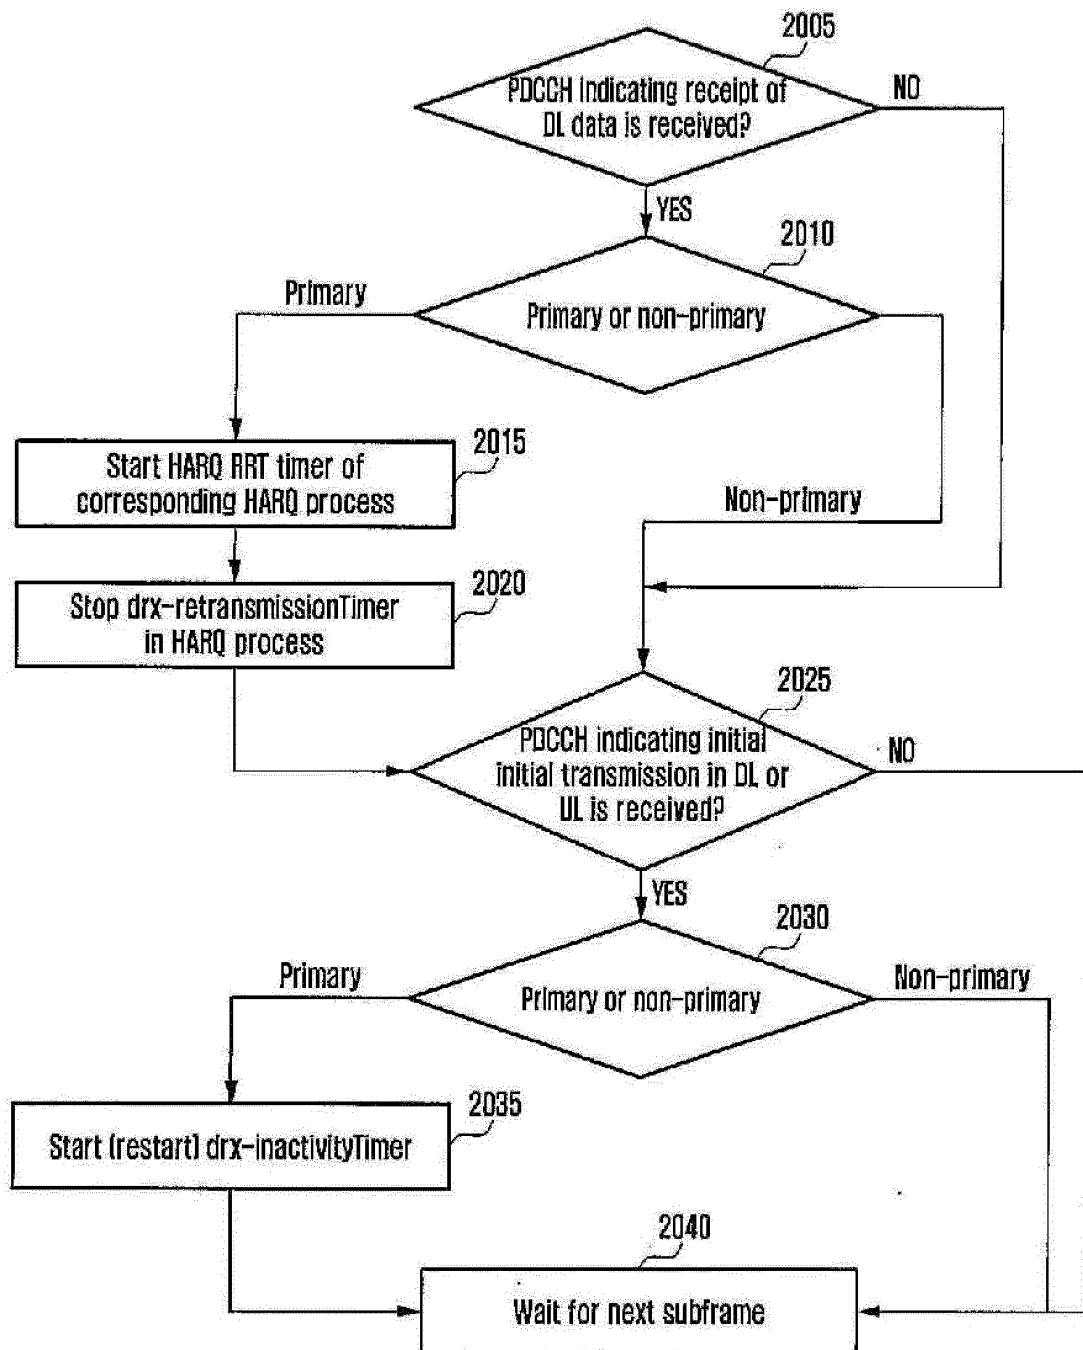 2005
PDCCH indicating receipt of
DL data is received?
NO
YES
2010
Primary
Primary or non-primary
2015
Start HARQ RRT timer of
corresponding HARQ process
Non-primary
2020
Stop drx-retransmissionTimer
in HARQ process
2025
PDCCH indicating initial
initial transmission in DL or
UL is received?
NO
YES
2030
Primary
Primary or non-primary
Non-primary
2035
Start (restart) drx-inactivityTimer
2040
Wait for next subframe